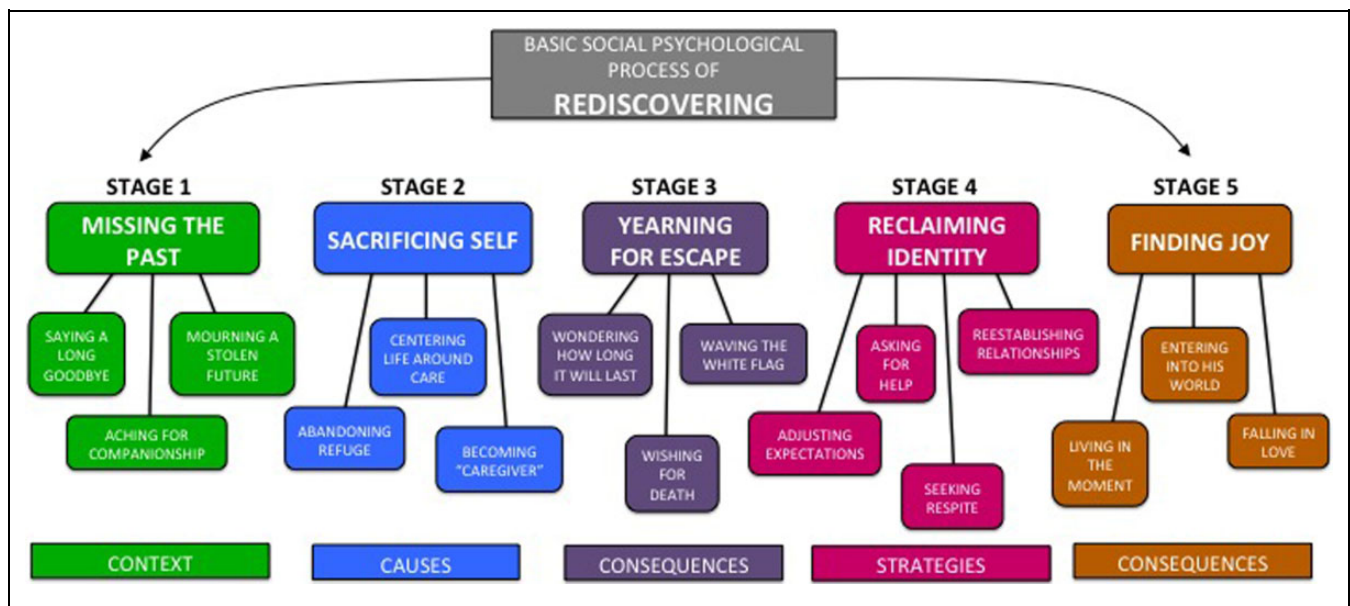 BASIC SOCIAL PSYCHOLOGICAL
PROCESS OF
REDISCOVERING
STAGE 1
MISSING THE
PAST
SAYING A
LONG
GOODBYE
MOURNING A
STOLEN
FUTURE
ACHING FOR
COMPANIONSHIP
CONTEXT
STAGE 2
SACRIFICING SELF
CENTERING
LIFE AROUND
CARE
ABANDONING
REFUGE
BECOMING
“CAREGIVER”
CAUSES
STAGE 3
YEARNING
FOR ESCAPE
WONDERING
HOW LONG
IT WILL LAST
WAVING THE
WHITE FLAG
WISHING
FOR
DEATH
CONSEQUENCES
STAGE 4
RECLAIMING
IDENTITY
ASKING
FOR
HELP
REESTABLISHING
RELATIONSHIPS
ADJUSTING
EXPECTATIONS
SEEKING
RESPITE
STRATEGIES
STAGE 5
FINDING JOY
ENTERING
INTO HIS
WORLD
LIVING IN
THE
MOMENT
FALLING IN
LOVE
CONSEQUENCES